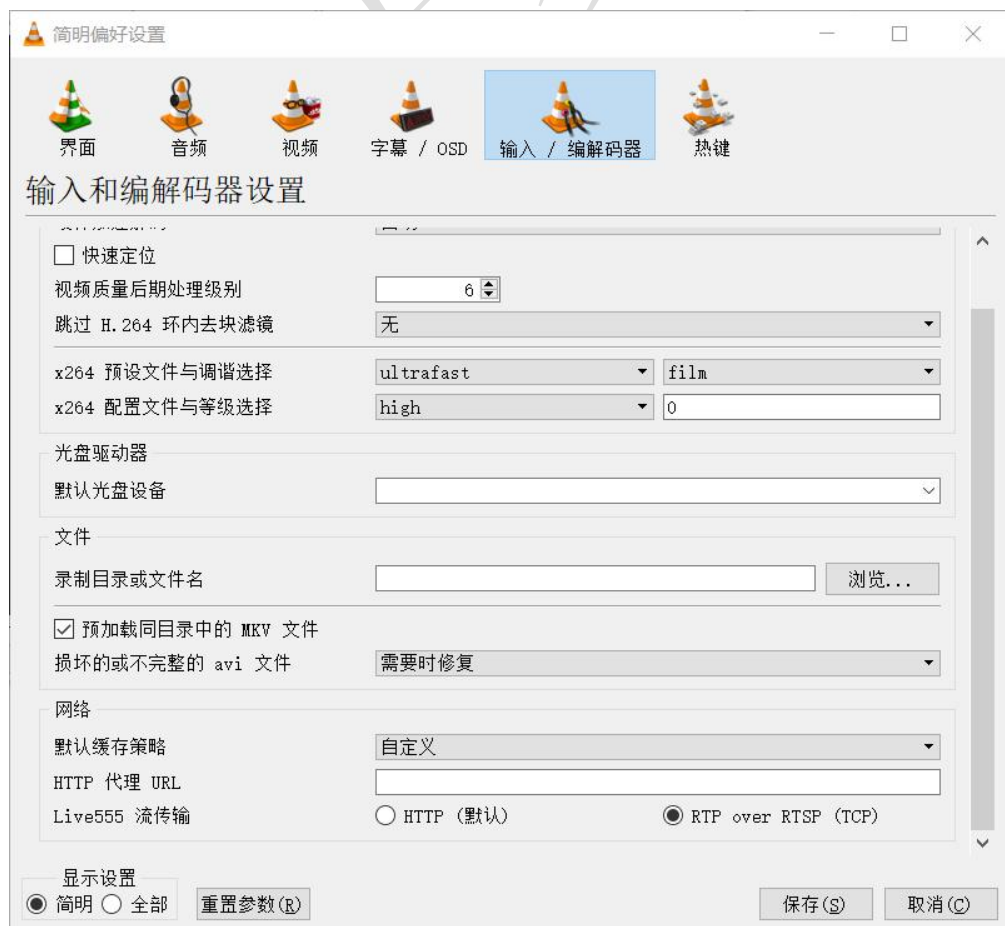 简明偏好设置
界面 音频 视频 字幕 / OSD 输入 / 编解码器 热键
输入和编解码器设置
快速定位
视频质量后期处理级别 6
跳过 H.264 环内去块滤镜 无
x264 预设文件与调谐选择 ultrafast film
x264 配置文件与等级选择 high 0
光盘驱动器
默认光盘设备
文件
录制目录或文件名 浏览...
预加载同目录中的 MKV 文件
损坏的或不完整的 avi 文件 需要时修复
网络
默认缓存策略 自定义
HTTP 代理 URL
Live555 流传输 HTTP (默认) RTP over RTSP (TCP)
显示设置
简明 全部 重置参数(R) 保存(S) 取消(C)